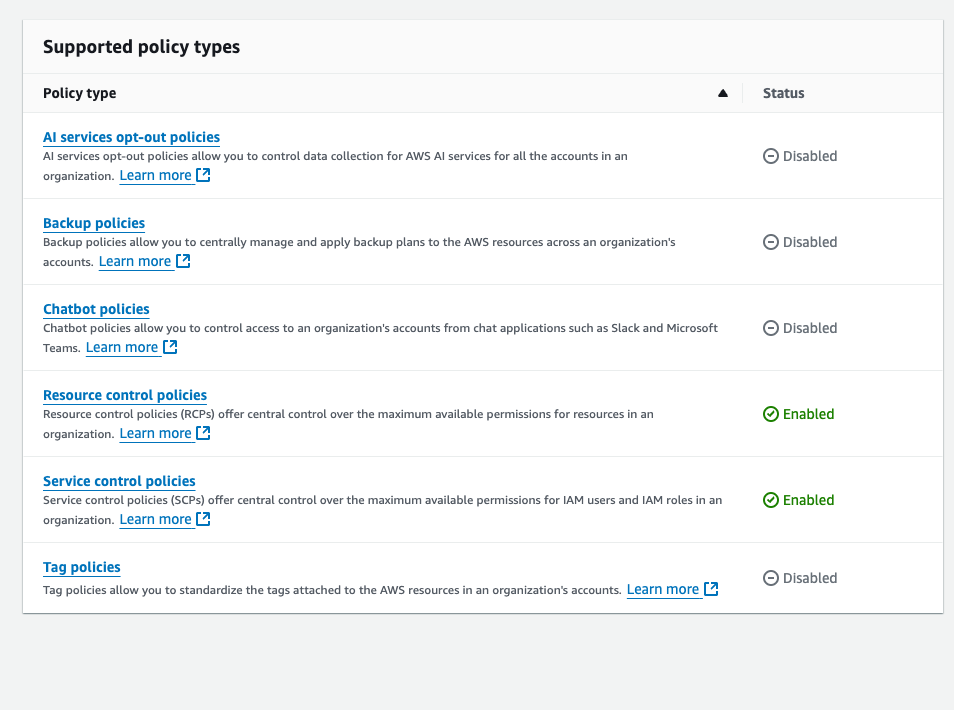 Supported policy types
Policy type
Status
AI services opt-out policies
AI services opt-out policies allow you to control data collection for AWS AI services for all the accounts in an
organization. Learn more
Disabled
Backup policies
Backup policies allow you to centrally manage and apply backup plans to the AWS resources across an organization's
accounts. Learn more
Disabled
Chatbot policies
Chatbot policies allow you to control access to an organization's accounts from chat applications such as Slack and Microsoft
Teams. Learn more
Disabled
Resource control policies
Resource control policies (RCPs) offer central control over the maximum available permissions for resources in an
organization. Learn more
Enabled
Service control policies
Service control policies (SCPs) offer central control over the maximum available permissions for IAM users and IAM roles in an
organization. Learn more
Enabled
Tag policies
Tag policies allow you to standardize the tags attached to the AWS resources in an organization's accounts. Learn more
Disabled